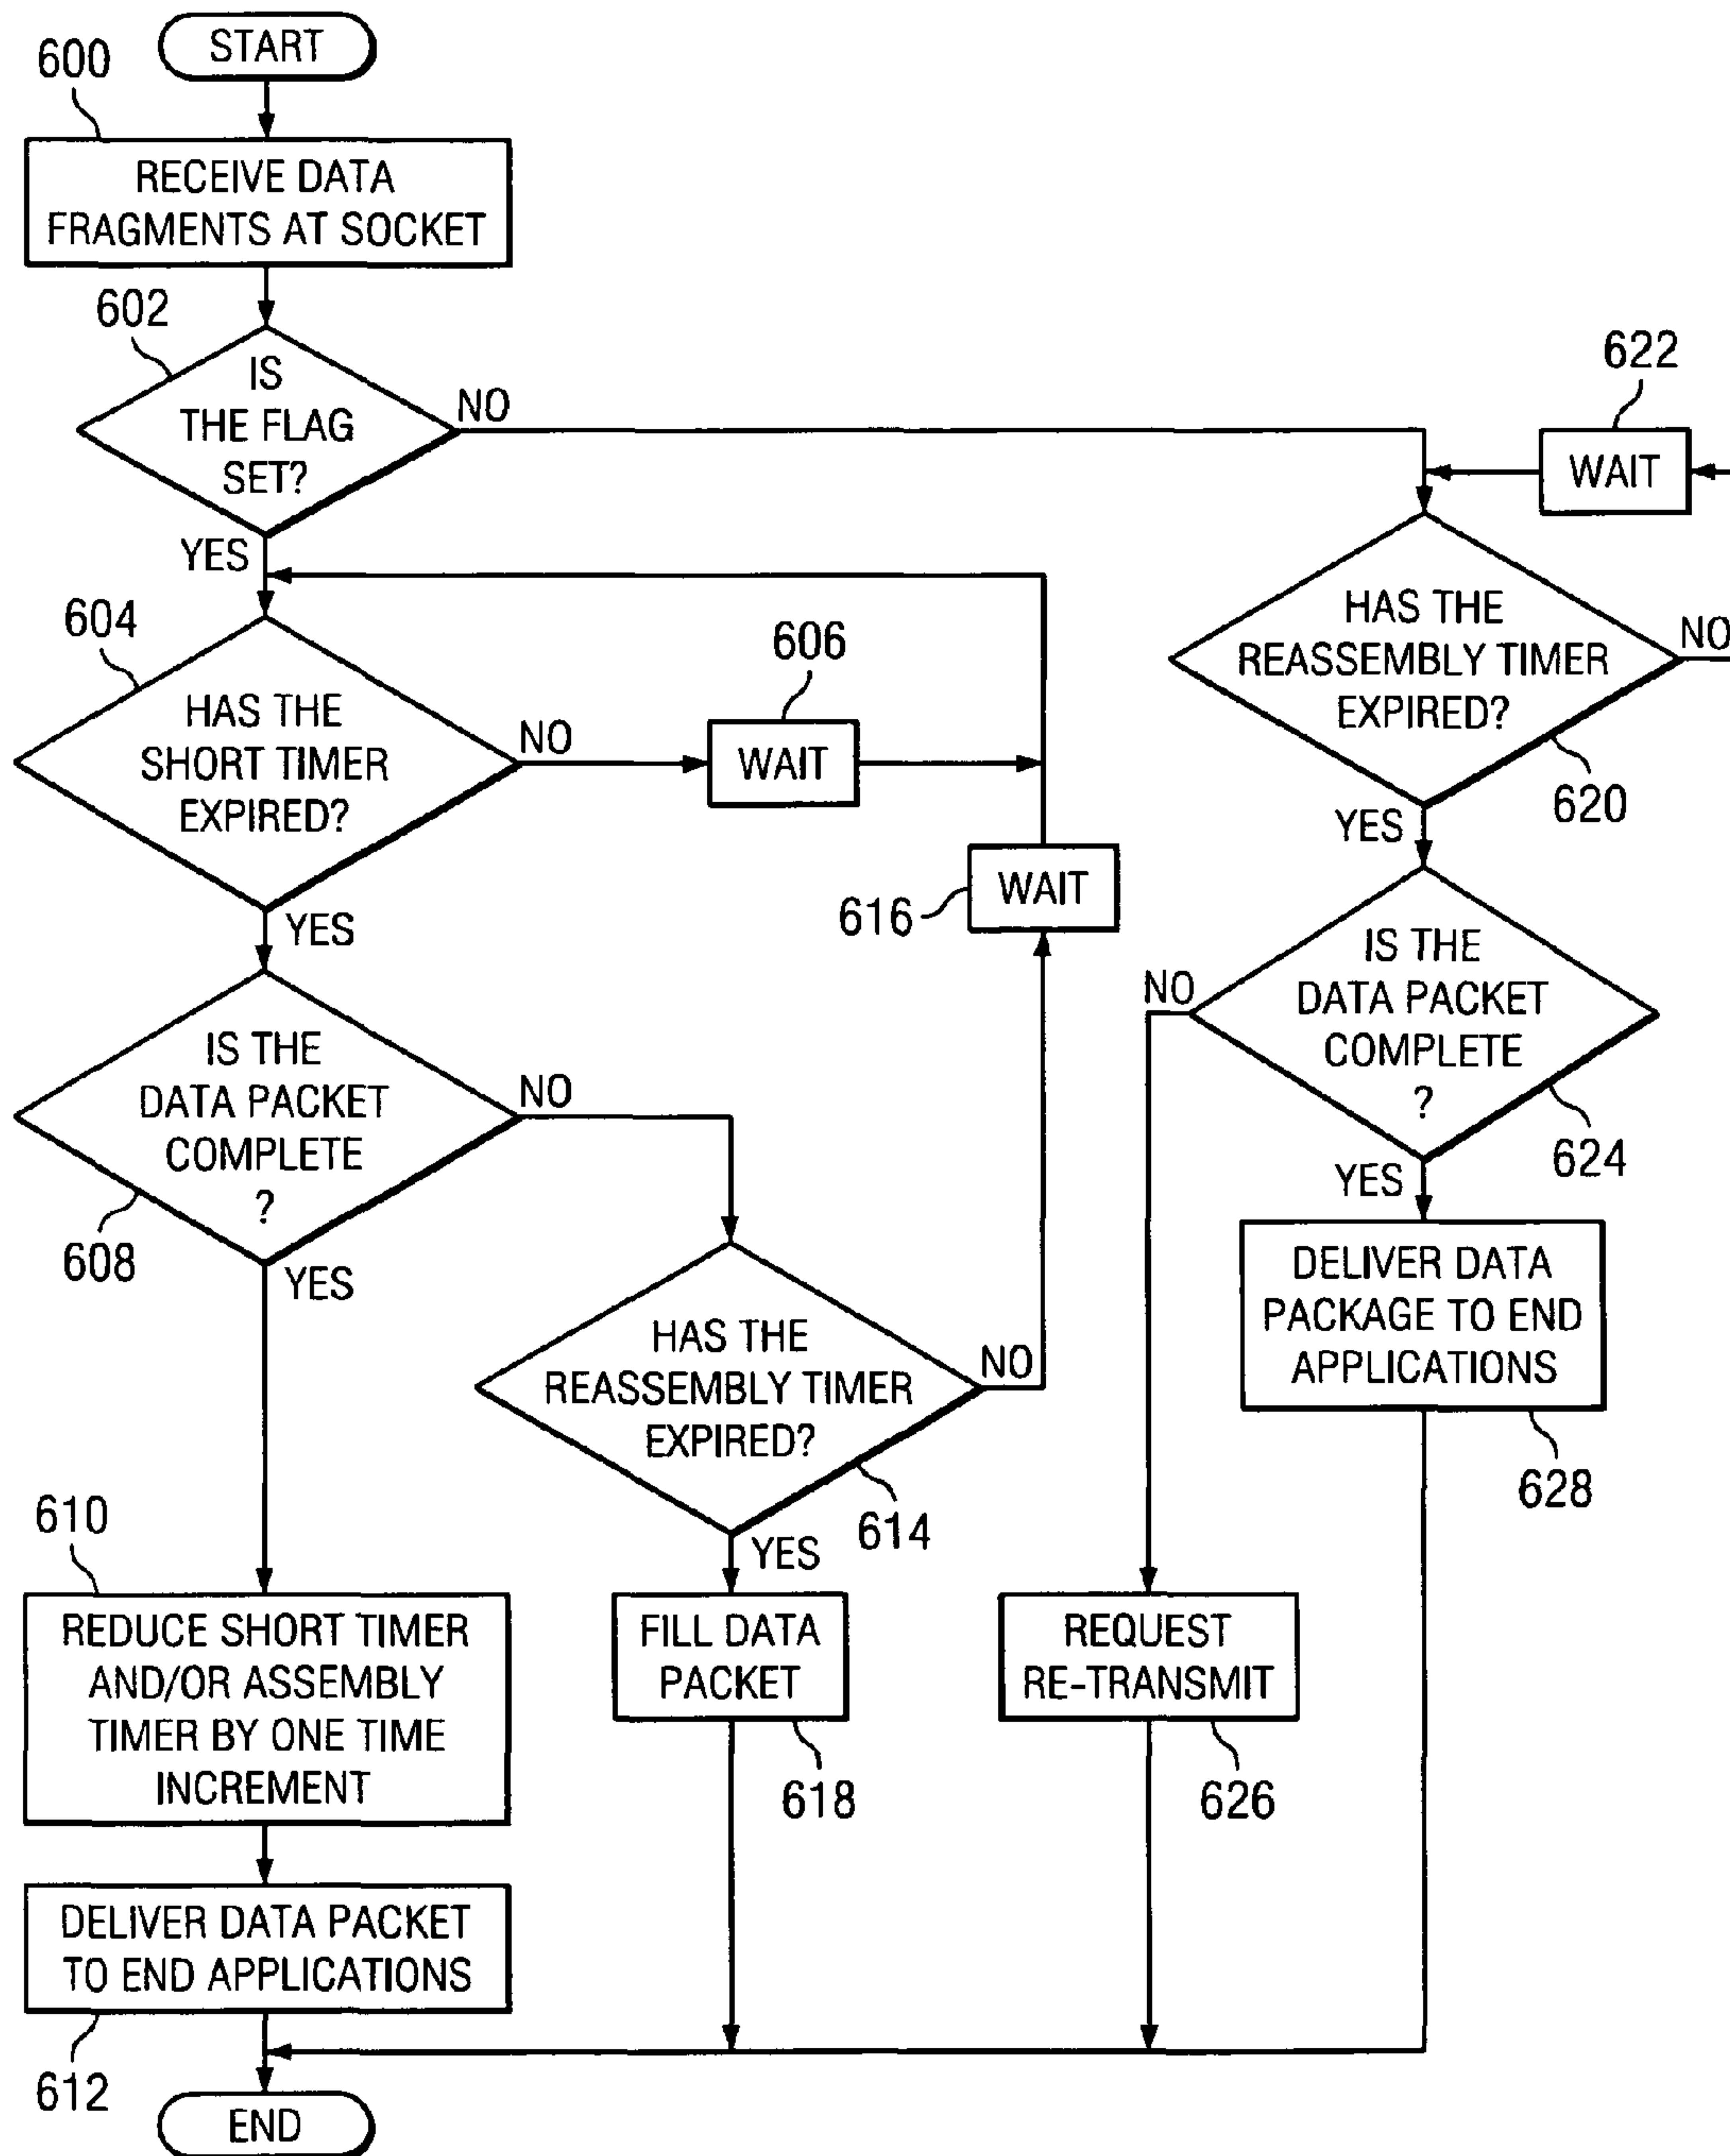 START
600
RECEIVE DATA
FRAGMENTS AT SOCKET
602
IS
THE FLAG
SET?
NO
YES
622
WAIT
604
HAS THE
SHORT TIMER
EXPIRED?
NO
YES
606
WAIT
616
WAIT
HAS THE
REASSEMBLY TIMER
EXPIRED?
NO
620
YES
IS THE
DATA PACKET
COMPLETE
?
608
NO
YES
IS THE
DATA PACKET
COMPLETE
?
NO
624
YES
HAS THE
REASSEMBLY TIMER
EXPIRED?
NO
614
YES
DELIVER DATA
PACKAGE TO END
APPLICATIONS
628
610
REDUCE SHORT TIMER
AND/OR ASSEMBLY
TIMER BY ONE TIME
INCREMENT
FILL DATA
PACKET
618
REQUEST
RE-TRANSMIT
626
DELIVER DATA PACKET
TO END APPLICATIONS
612
END